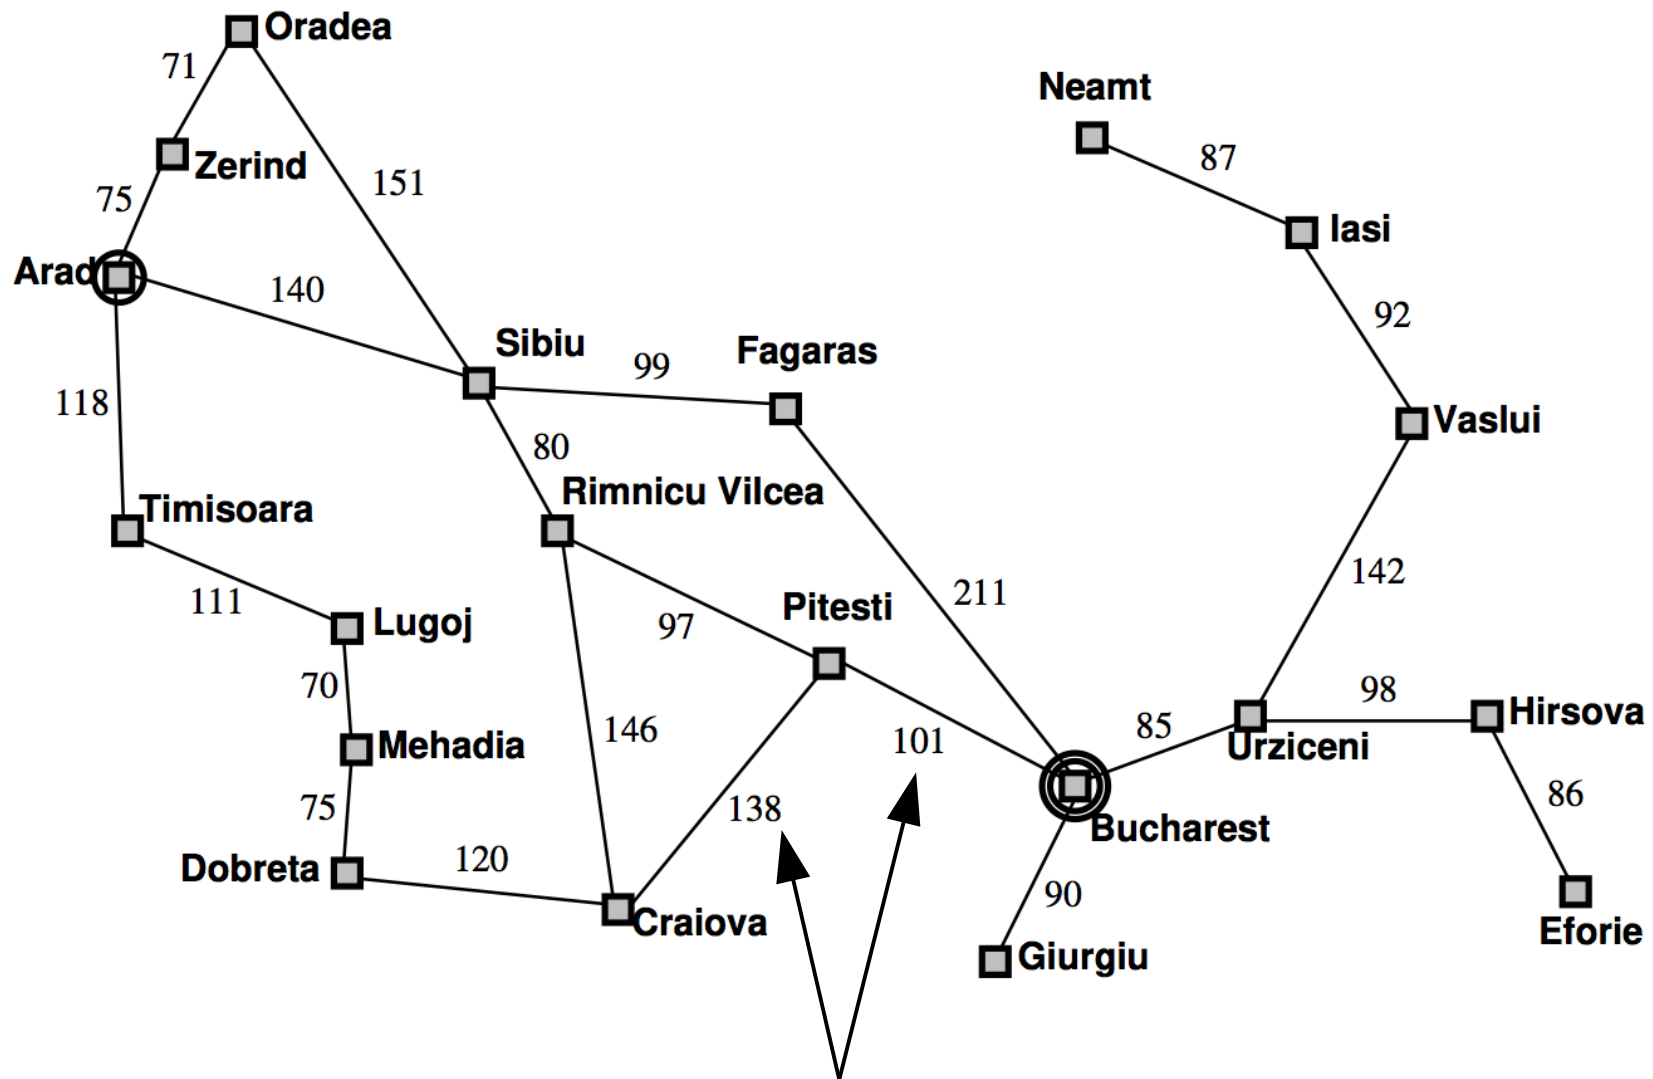 Oradea
71
Neamt
87
Zerind
151
75
Iasi
Arad
140
92
Sibiu
Fagaras
99
118
Vaslui
80
Rimnicu Vilcea
Timisoara
142
211
111
Pitesti
97
Lugoj
70
98
Hirsova
146
101
85
Urziceni
Mehadia
86
75
138
Bucharest
120
Dobreta
90
Craiova
Eforie
Giurgiu